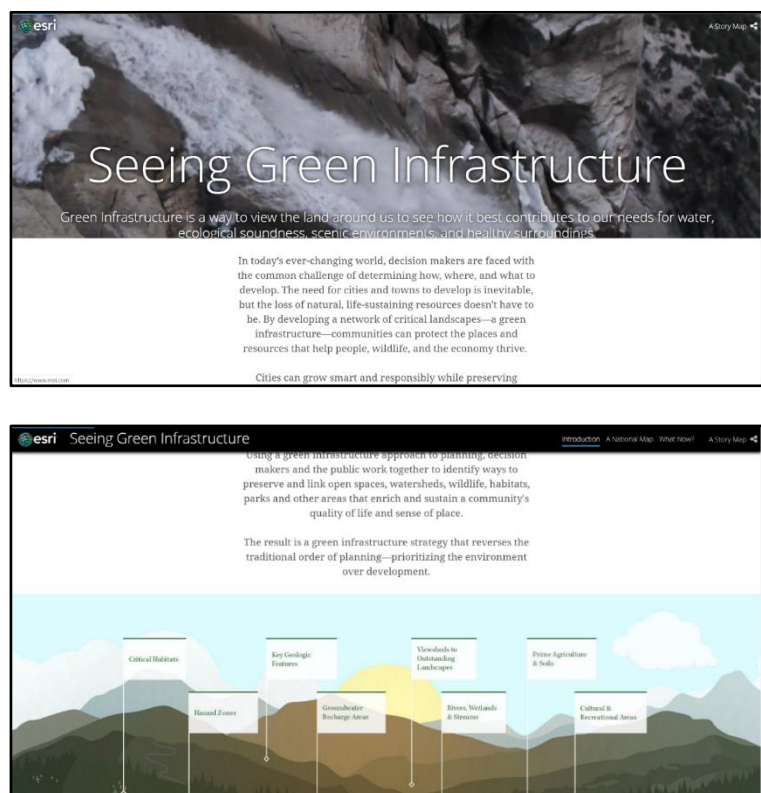 esri
A Story Map
Seeing Green Infrastructure
Green Infrastructure is a way to view the land around us to see how it best contributes to our needs for water,
ecological soundness, scenic environments, and healthy surroundings.
In today's ever-changing world, decision makers are faced with
the common challenge of determining how, where, and what to
develop. The need for cities and towns to develop is inevitable,
but the loss of natural, life-sustaining resources doesn't have to
be. By developing a network of critical landscapes—a green
infrastructure—communities can protect the places and
resources that help people, wildlife, and the economy thrive.
Cities can grow smart and responsibly while preserving
https://www.esri.com
esri Seeing Green Infrastructure
Introduction A National Map What Now? A Story Map
Using a green infrastructure approach to planning, decision
makers and the public work together to identify ways to
preserve and link open spaces, watersheds, wildlife, habitats,
parks and other areas that enrich and sustain a community's
quality of life and sense of place.
The result is a green infrastructure strategy that reverses the
traditional order of planning—prioritizing the environment
over development.
Critical Habitats
Key Geologic
Features
Viewsheds to
Outstanding
Landscapes
Prime Agriculture
& Soils
Hazard Zones
Groundwater
Recharge Areas
Rivers, Wetlands
& Streams
Cultural &
Recreational Areas